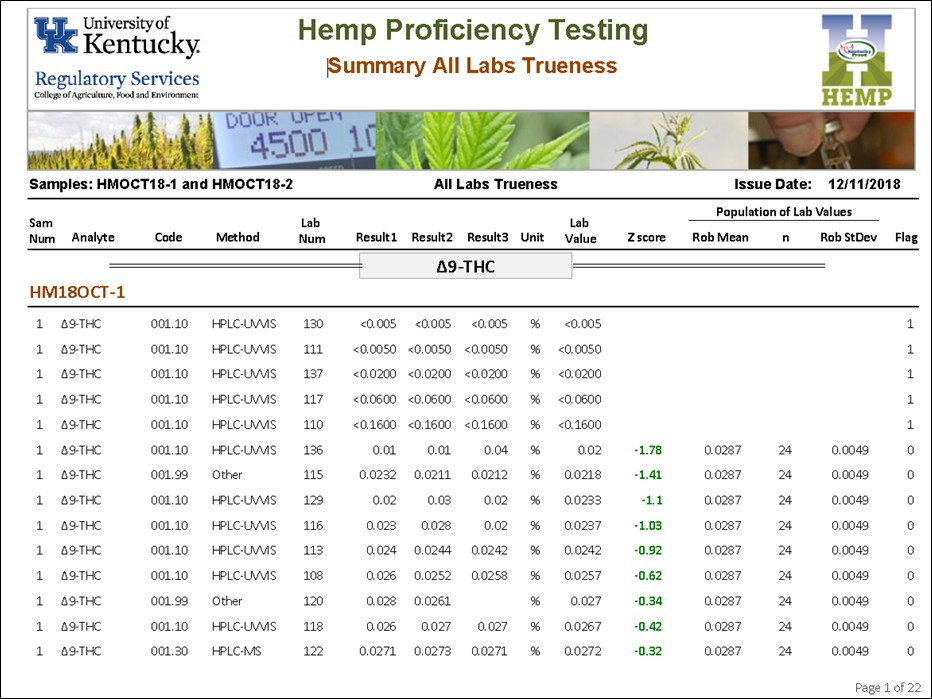 University of
Kentucky.
Regulatory Services
College of Agriculture, Food and Environment
Hemp Proficiency Testing
Summary All Labs Trueness
Kentucky Proud
HEMP
DOOR OPEN
4500 10
Samples: HMOCT18-1 and HMOCT18-2 All Labs Trueness Issue Date: 12/11/2018
Population of Lab Values
Sam Num Analyte Code Method Lab Num Result1 Result2 Result3 Unit Lab Value Z score Rob Mean n Rob StDev Flag
Δ9-THC
HM18OCT-1
1 Δ9-THC 001.10 HPLC-UV/VIS 130 <0.005 <0.005 <0.005 % <0.005 1
1 Δ9-THC 001.10 HPLC-UV/VIS 111 <0.0050 <0.0050 <0.0050 % <0.0050 1
1 Δ9-THC 001.10 HPLC-UV/VIS 137 <0.0200 <0.0200 <0.0200 % <0.0200 1
1 Δ9-THC 001.10 HPLC-UV/VIS 117 <0.0600 <0.0600 <0.0600 % <0.0600 1
1 Δ9-THC 001.10 HPLC-UV/VIS 110 <0.1600 <0.1600 <0.1600 % <0.1600 1
1 Δ9-THC 001.10 HPLC-UV/VIS 136 0.01 0.01 0.04 % 0.02 -1.78 0.0287 24 0.0049 0
1 Δ9-THC 001.99 Other 115 0.0232 0.0211 0.0212 % 0.0218 -1.41 0.0287 24 0.0049 0
1 Δ9-THC 001.10 HPLC-UV/VIS 129 0.02 0.03 0.02 % 0.0233 -1.1 0.0287 24 0.0049 0
1 Δ9-THC 001.10 HPLC-UV/VIS 116 0.023 0.028 0.02 % 0.0237 -1.03 0.0287 24 0.0049 0
1 Δ9-THC 001.10 HPLC-UV/VIS 113 0.024 0.0244 0.0242 % 0.0242 -0.92 0.0287 24 0.0049 0
1 Δ9-THC 001.10 HPLC-UV/VIS 108 0.026 0.0252 0.0258 % 0.0257 -0.62 0.0287 24 0.0049 0
1 Δ9-THC 001.99 Other 120 0.028 0.0261 % 0.027 -0.34 0.0287 24 0.0049 0
1 Δ9-THC 001.10 HPLC-UV/VIS 118 0.026 0.027 0.027 % 0.0267 -0.42 0.0287 24 0.0049 0
1 Δ9-THC 001.30 HPLC-MS 122 0.0271 0.0273 0.0271 % 0.0272 -0.32 0.0287 24 0.0049 0
Page 1 of 22